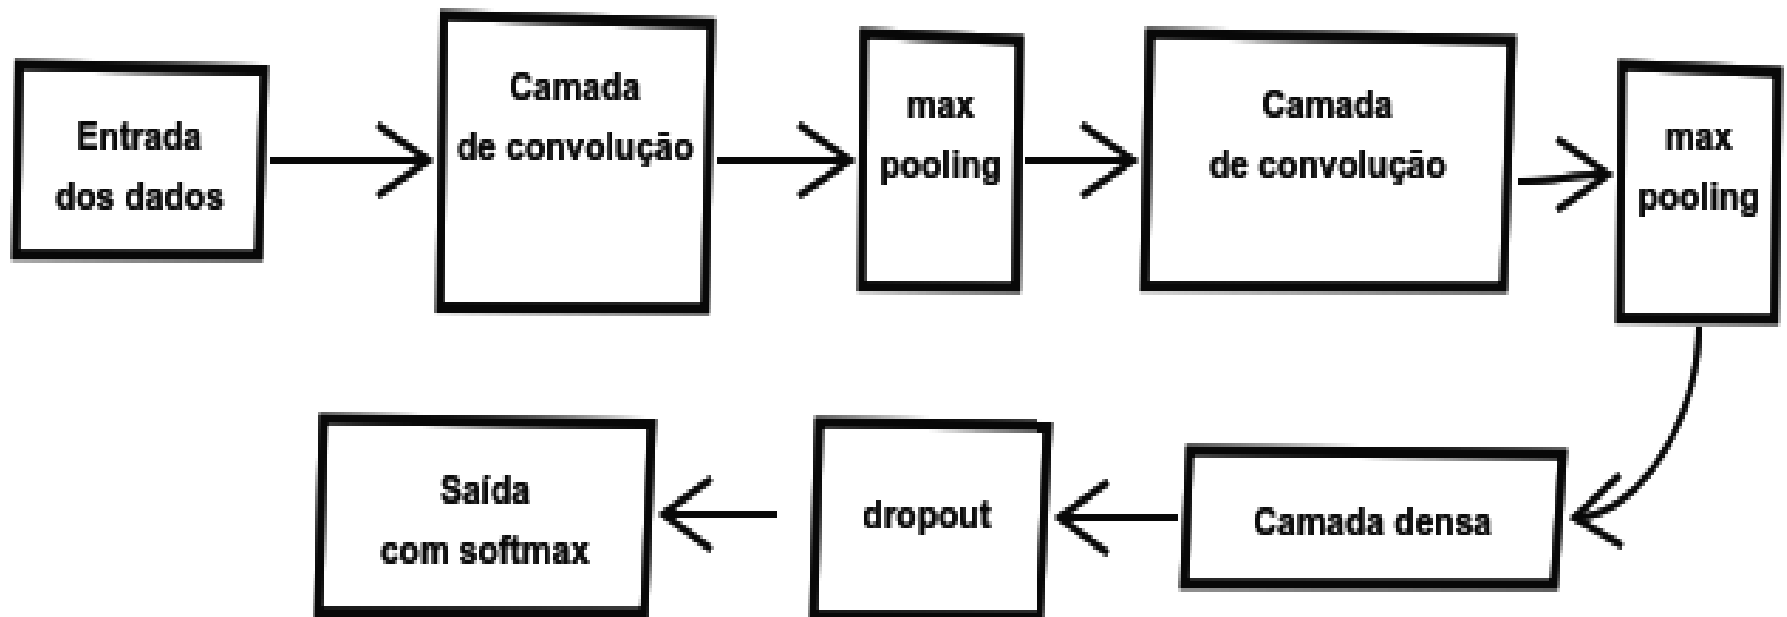 Entrada
dos dados
Camada
de convolução
max
pooling
Camada
de convolução
max
pooling
Camada densa
dropout
Saída
com softmax